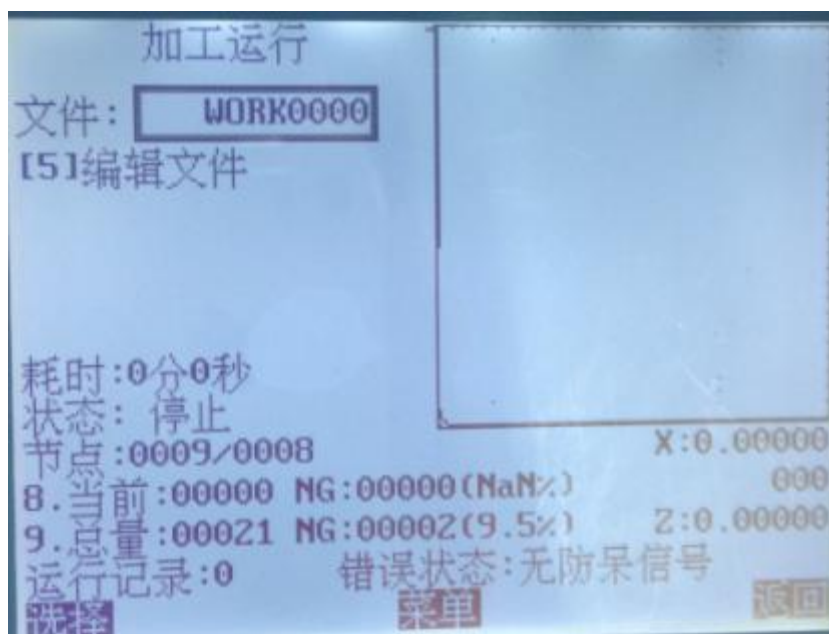 加工运行
文件: WORK0000
[5]编辑文件
耗时:0分0秒
状态: 停止
节点:0009/0008
X:0.00000
8.当前:00000 NG:00000(NaN%)
000
9.总量:00021 NG:00002(9.5%)
Z:0.00000
运行记录:0
错误状态:无防呆信号
选择
菜单
返回